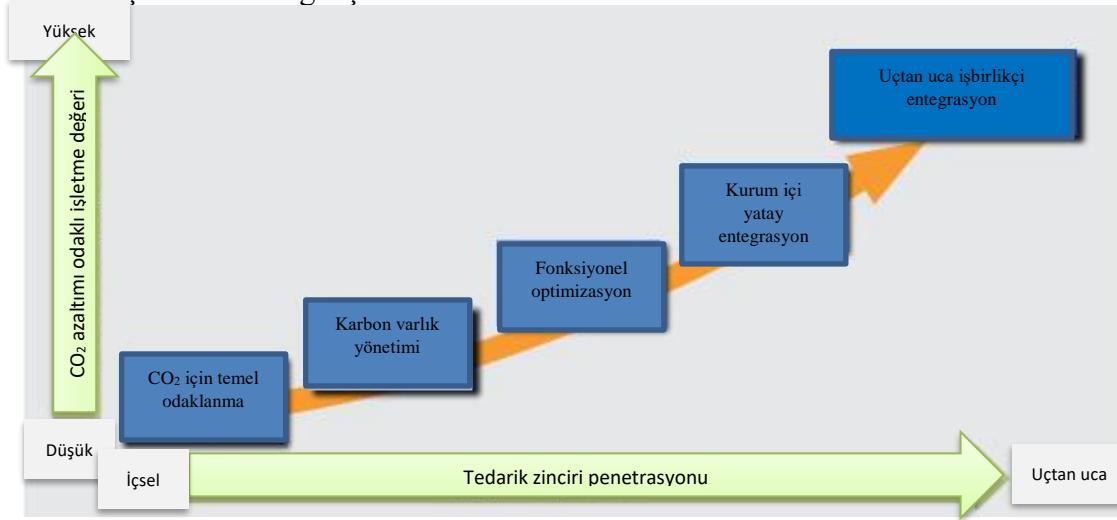 Yüksek
CO₂ azaltımı odaklı işletme değeri
Uçtan uca işbirlikçi
entegrasyon
Kurum içi
yatay
entegrasyon
Fonksiyonel
optimizasyon
Karbon varlık
yönetimi
CO₂ için temel
odaklanma
Düşük
İçsel
Tedarik zinciri penetrasyonu
Uçtan uca